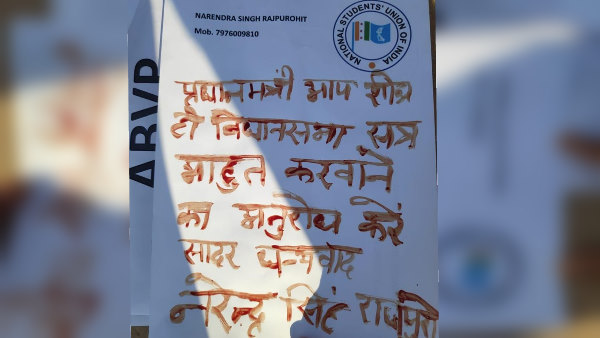 NARENDRA SINGH RAJPUROHIT
Mob. 7976009810
NATIONAL STUDENTS' UNION OF INDIA
ABVP
प्रधानमंत्री आप शीघ्र
ही विधानसभा सत्र
आहुत करवाने
का अनुरोध करें
सादर धन्यवाद
नरेन्द्र सिंह राजपुरो